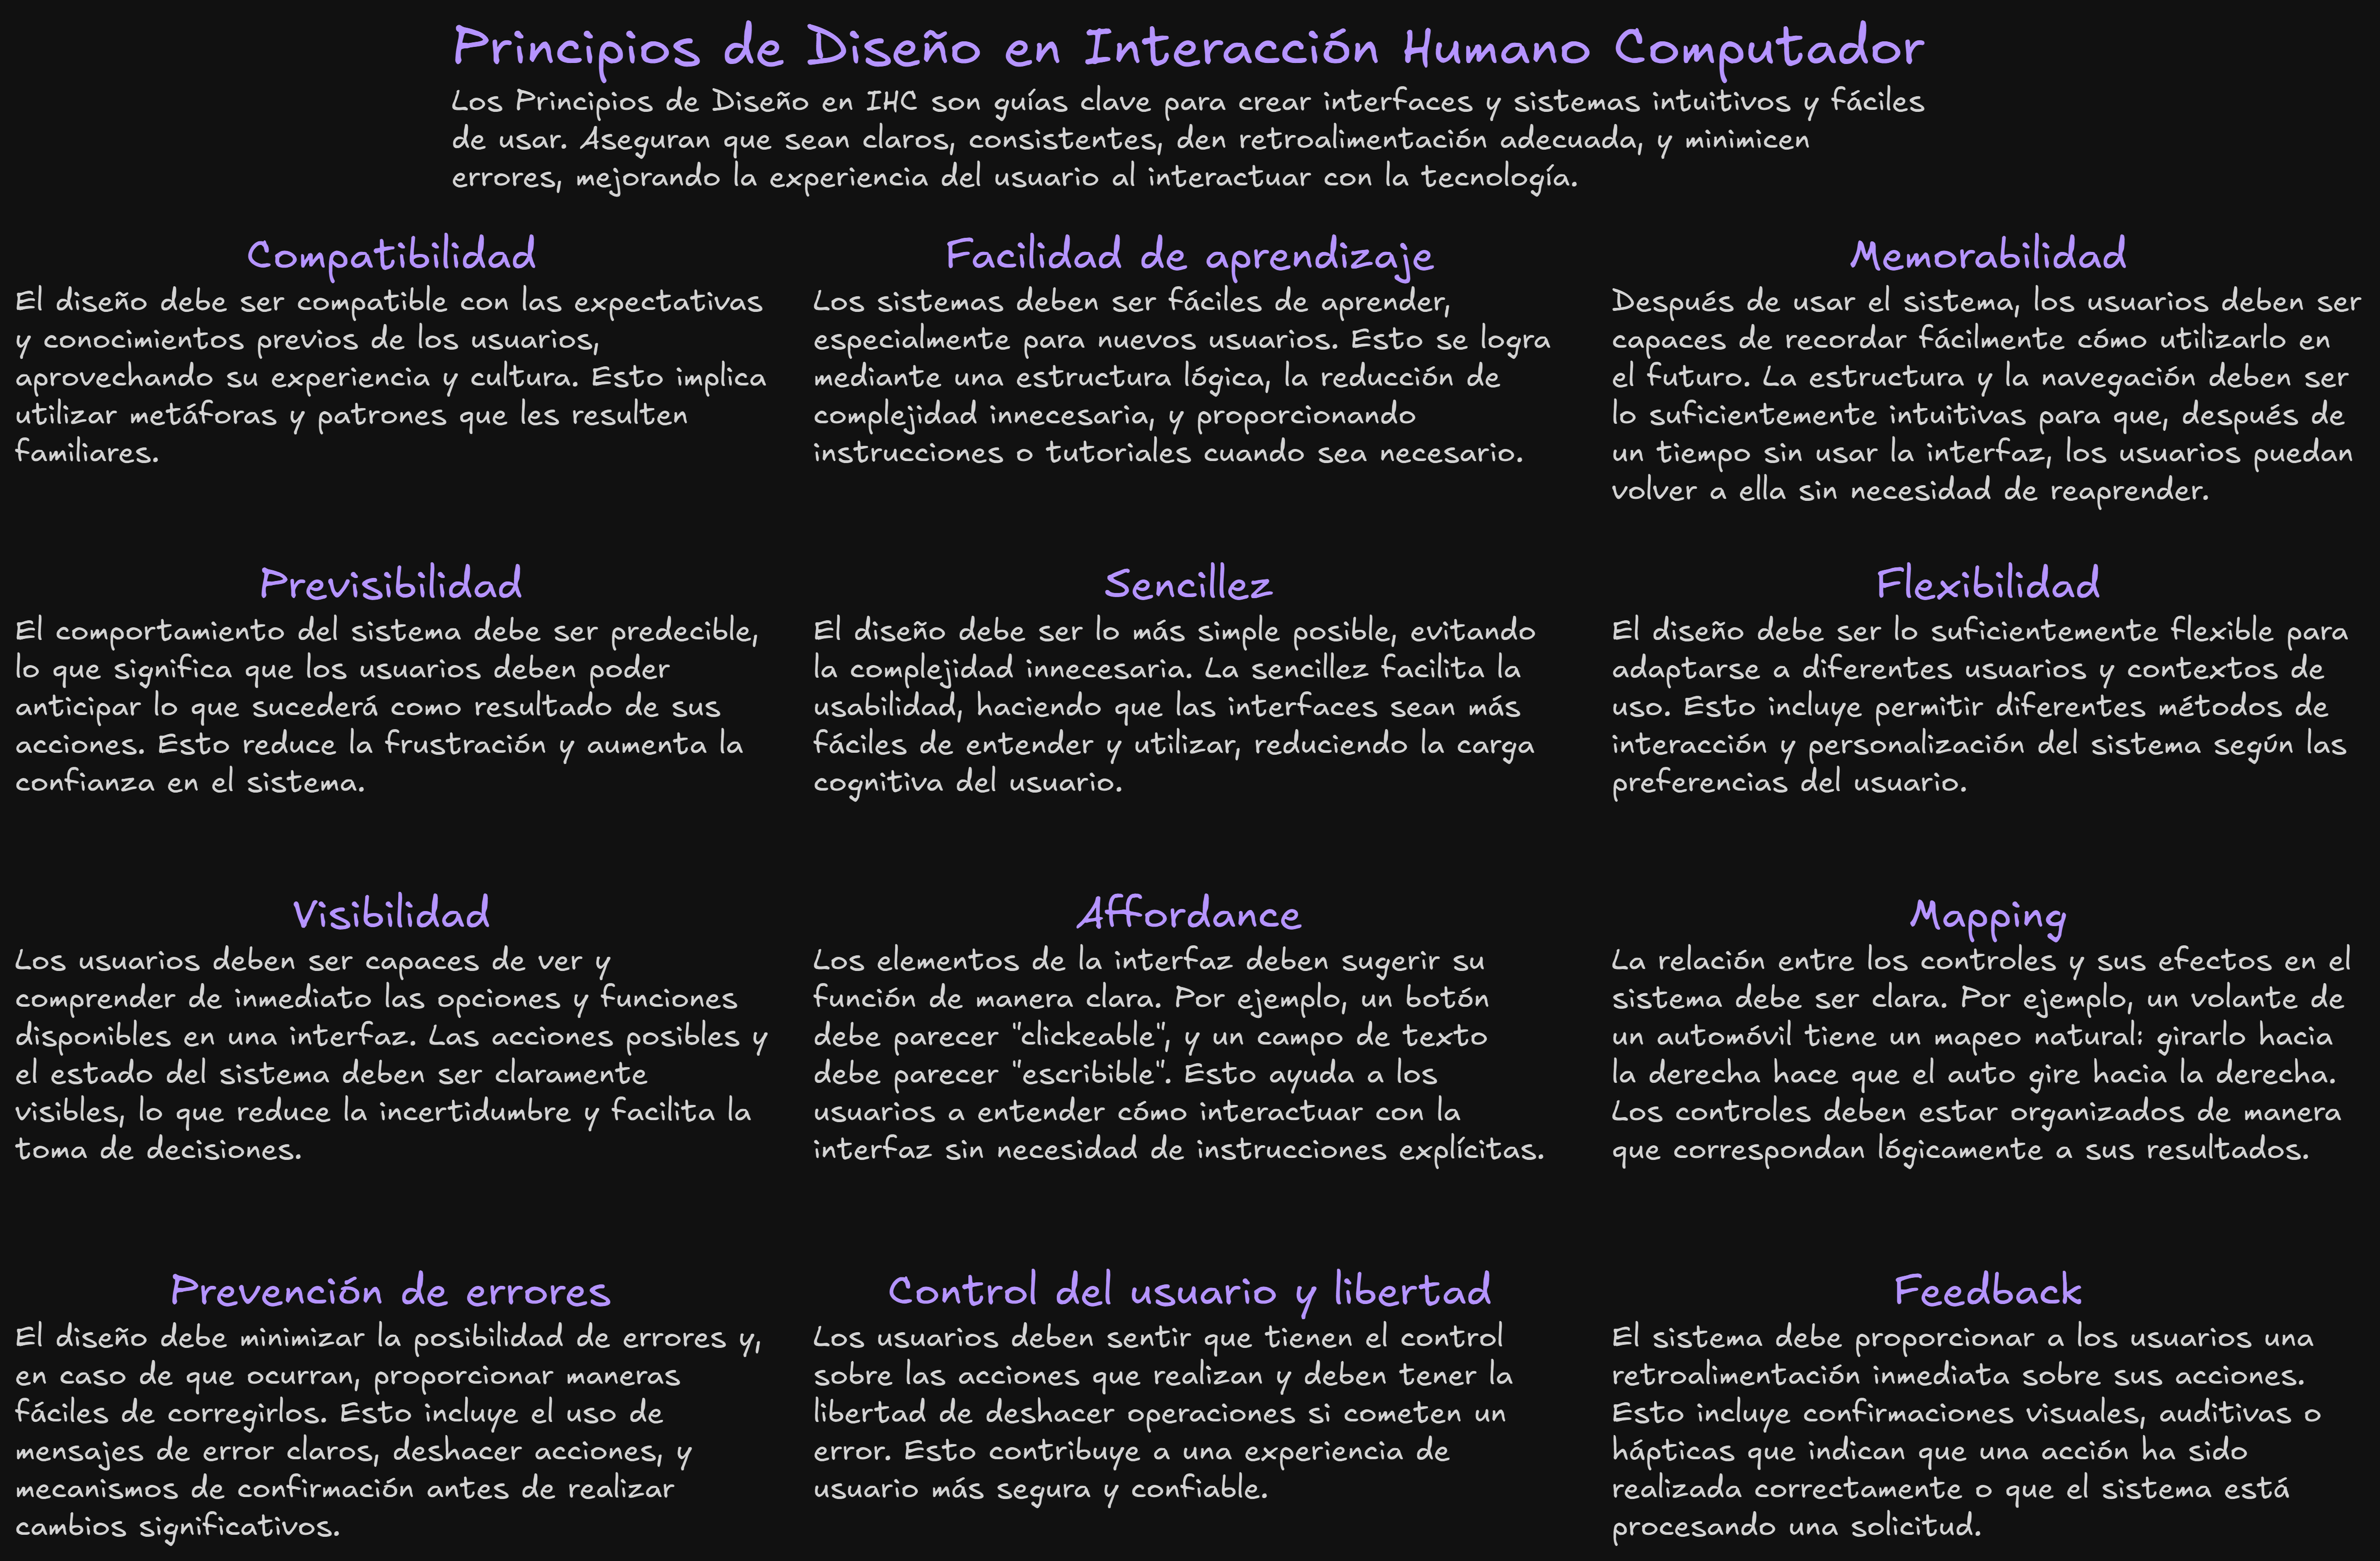 Principios de Diseño en Interacción Humano Computador
Los Principios de Diseño en IHC son guías clave para crear interfaces y sistemas intuitivos y fáciles
de usar. Aseguran que sean claros, consistentes, den retroalimentación adecuada, y minimicen
errores, mejorando la experiencia del usuario al interactuar con la tecnología.
Compatibilidad
El diseño debe ser compatible con las expectativas
y conocimientos previos de los usuarios,
aprovechando su experiencia y cultura. Esto implica
utilizar metáforas y patrones que les resulten
familiares.
Facilidad de aprendizaje
Los sistemas deben ser fáciles de aprender,
especialmente para nuevos usuarios. Esto se logra
mediante una estructura lógica, la reducción de
complejidad innecesaria, y proporcionando
instrucciones o tutoriales cuando sea necesario.
Memorabilidad
Después de usar el sistema, los usuarios deben ser
capaces de recordar fácilmente cómo utilizarlo en
el futuro. La estructura y la navegación deben ser
lo suficientemente intuitivas para que, después de
un tiempo sin usar la interfaz, los usuarios puedan
volver a ella sin necesidad de reaprender.
Previsibilidad
El comportamiento del sistema debe ser predecible,
lo que significa que los usuarios deben poder
anticipar lo que sucederá como resultado de sus
acciones. Esto reduce la frustración y aumenta la
confianza en el sistema.
Sencillez
El diseño debe ser lo más simple posible, evitando
la complejidad innecesaria. La sencillez facilita la
usabilidad, haciendo que las interfaces sean más
fáciles de entender y utilizar, reduciendo la carga
cognitiva del usuario.
Flexibilidad
El diseño debe ser lo suficientemente flexible para
adaptarse a diferentes usuarios y contextos de
uso. Esto incluye permitir diferentes métodos de
interacción y personalización del sistema según las
preferencias del usuario.
Visibilidad
Los usuarios deben ser capaces de ver y
comprender de inmediato las opciones y funciones
disponibles en una interfaz. Las acciones posibles y
el estado del sistema deben ser claramente
visibles, lo que reduce la incertidumbre y facilita la
toma de decisiones.
Affordance
Los elementos de la interfaz deben sugerir su
función de manera clara. Por ejemplo, un botón
debe parecer "clickeable", y un campo de texto
debe parecer "escribible". Esto ayuda a los
usuarios a entender cómo interactuar con la
interfaz sin necesidad de instrucciones explícitas.
Mapping
La relación entre los controles y sus efectos en el
sistema debe ser clara. Por ejemplo, un volante de
un automóvil tiene un mapeo natural: girarlo hacia
la derecha hace que el auto gire hacia la derecha.
Los controles deben estar organizados de manera
que correspondan lógicamente a sus resultados.
Prevención de errores
El diseño debe minimizar la posibilidad de errores y,
en caso de que ocurran, proporcionar maneras
fáciles de corregirlos. Esto incluye el uso de
mensajes de error claros, deshacer acciones, y
mecanismos de confirmación antes de realizar
cambios significativos.
Control del usuario y libertad
Los usuarios deben sentir que tienen el control
sobre las acciones que realizan y deben tener la
libertad de deshacer operaciones si cometen un
error. Esto contribuye a una experiencia de
usuario más segura y confiable.
Feedback
El sistema debe proporcionar a los usuarios una
retroalimentación inmediata sobre sus acciones.
Esto incluye confirmaciones visuales, auditivas o
hápticas que indican que una acción ha sido
realizada correctamente o que el sistema está
procesando una solicitud.